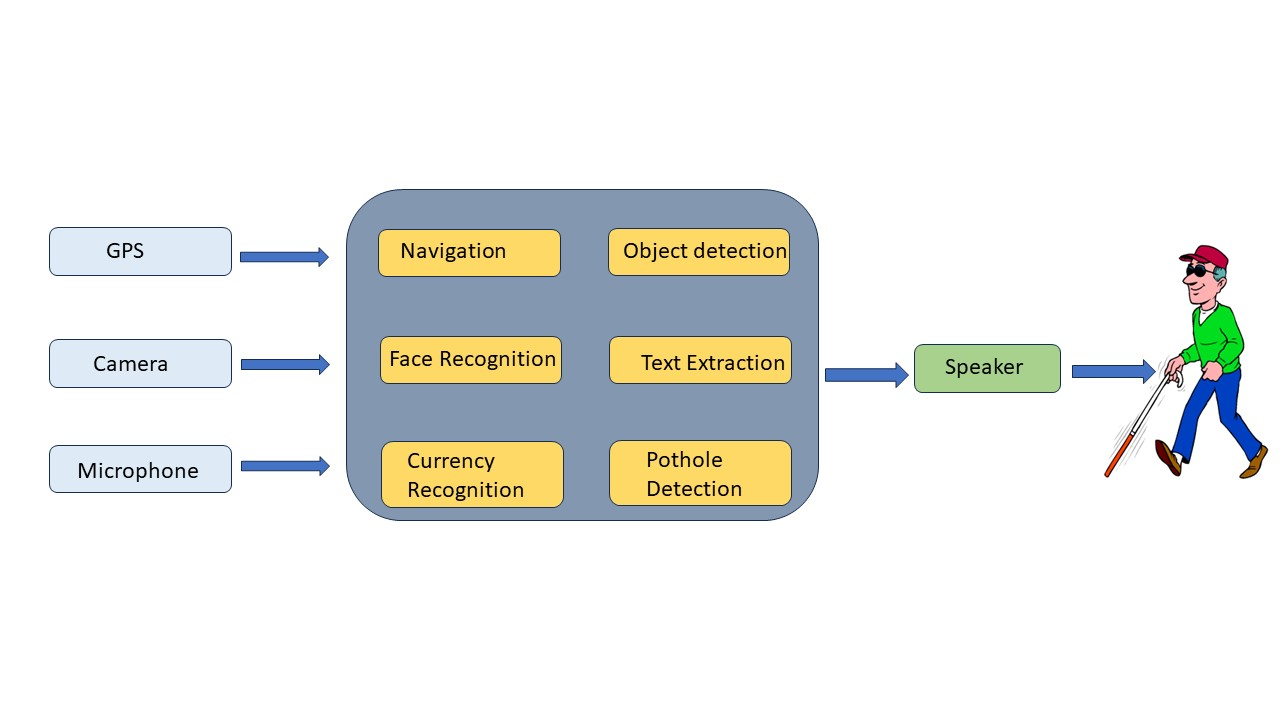 GPS
Navigation
Object detection
Camera
Face Recognition
Text Extraction
Speaker
Microphone
Currency
Recognition
Pothole
Detection